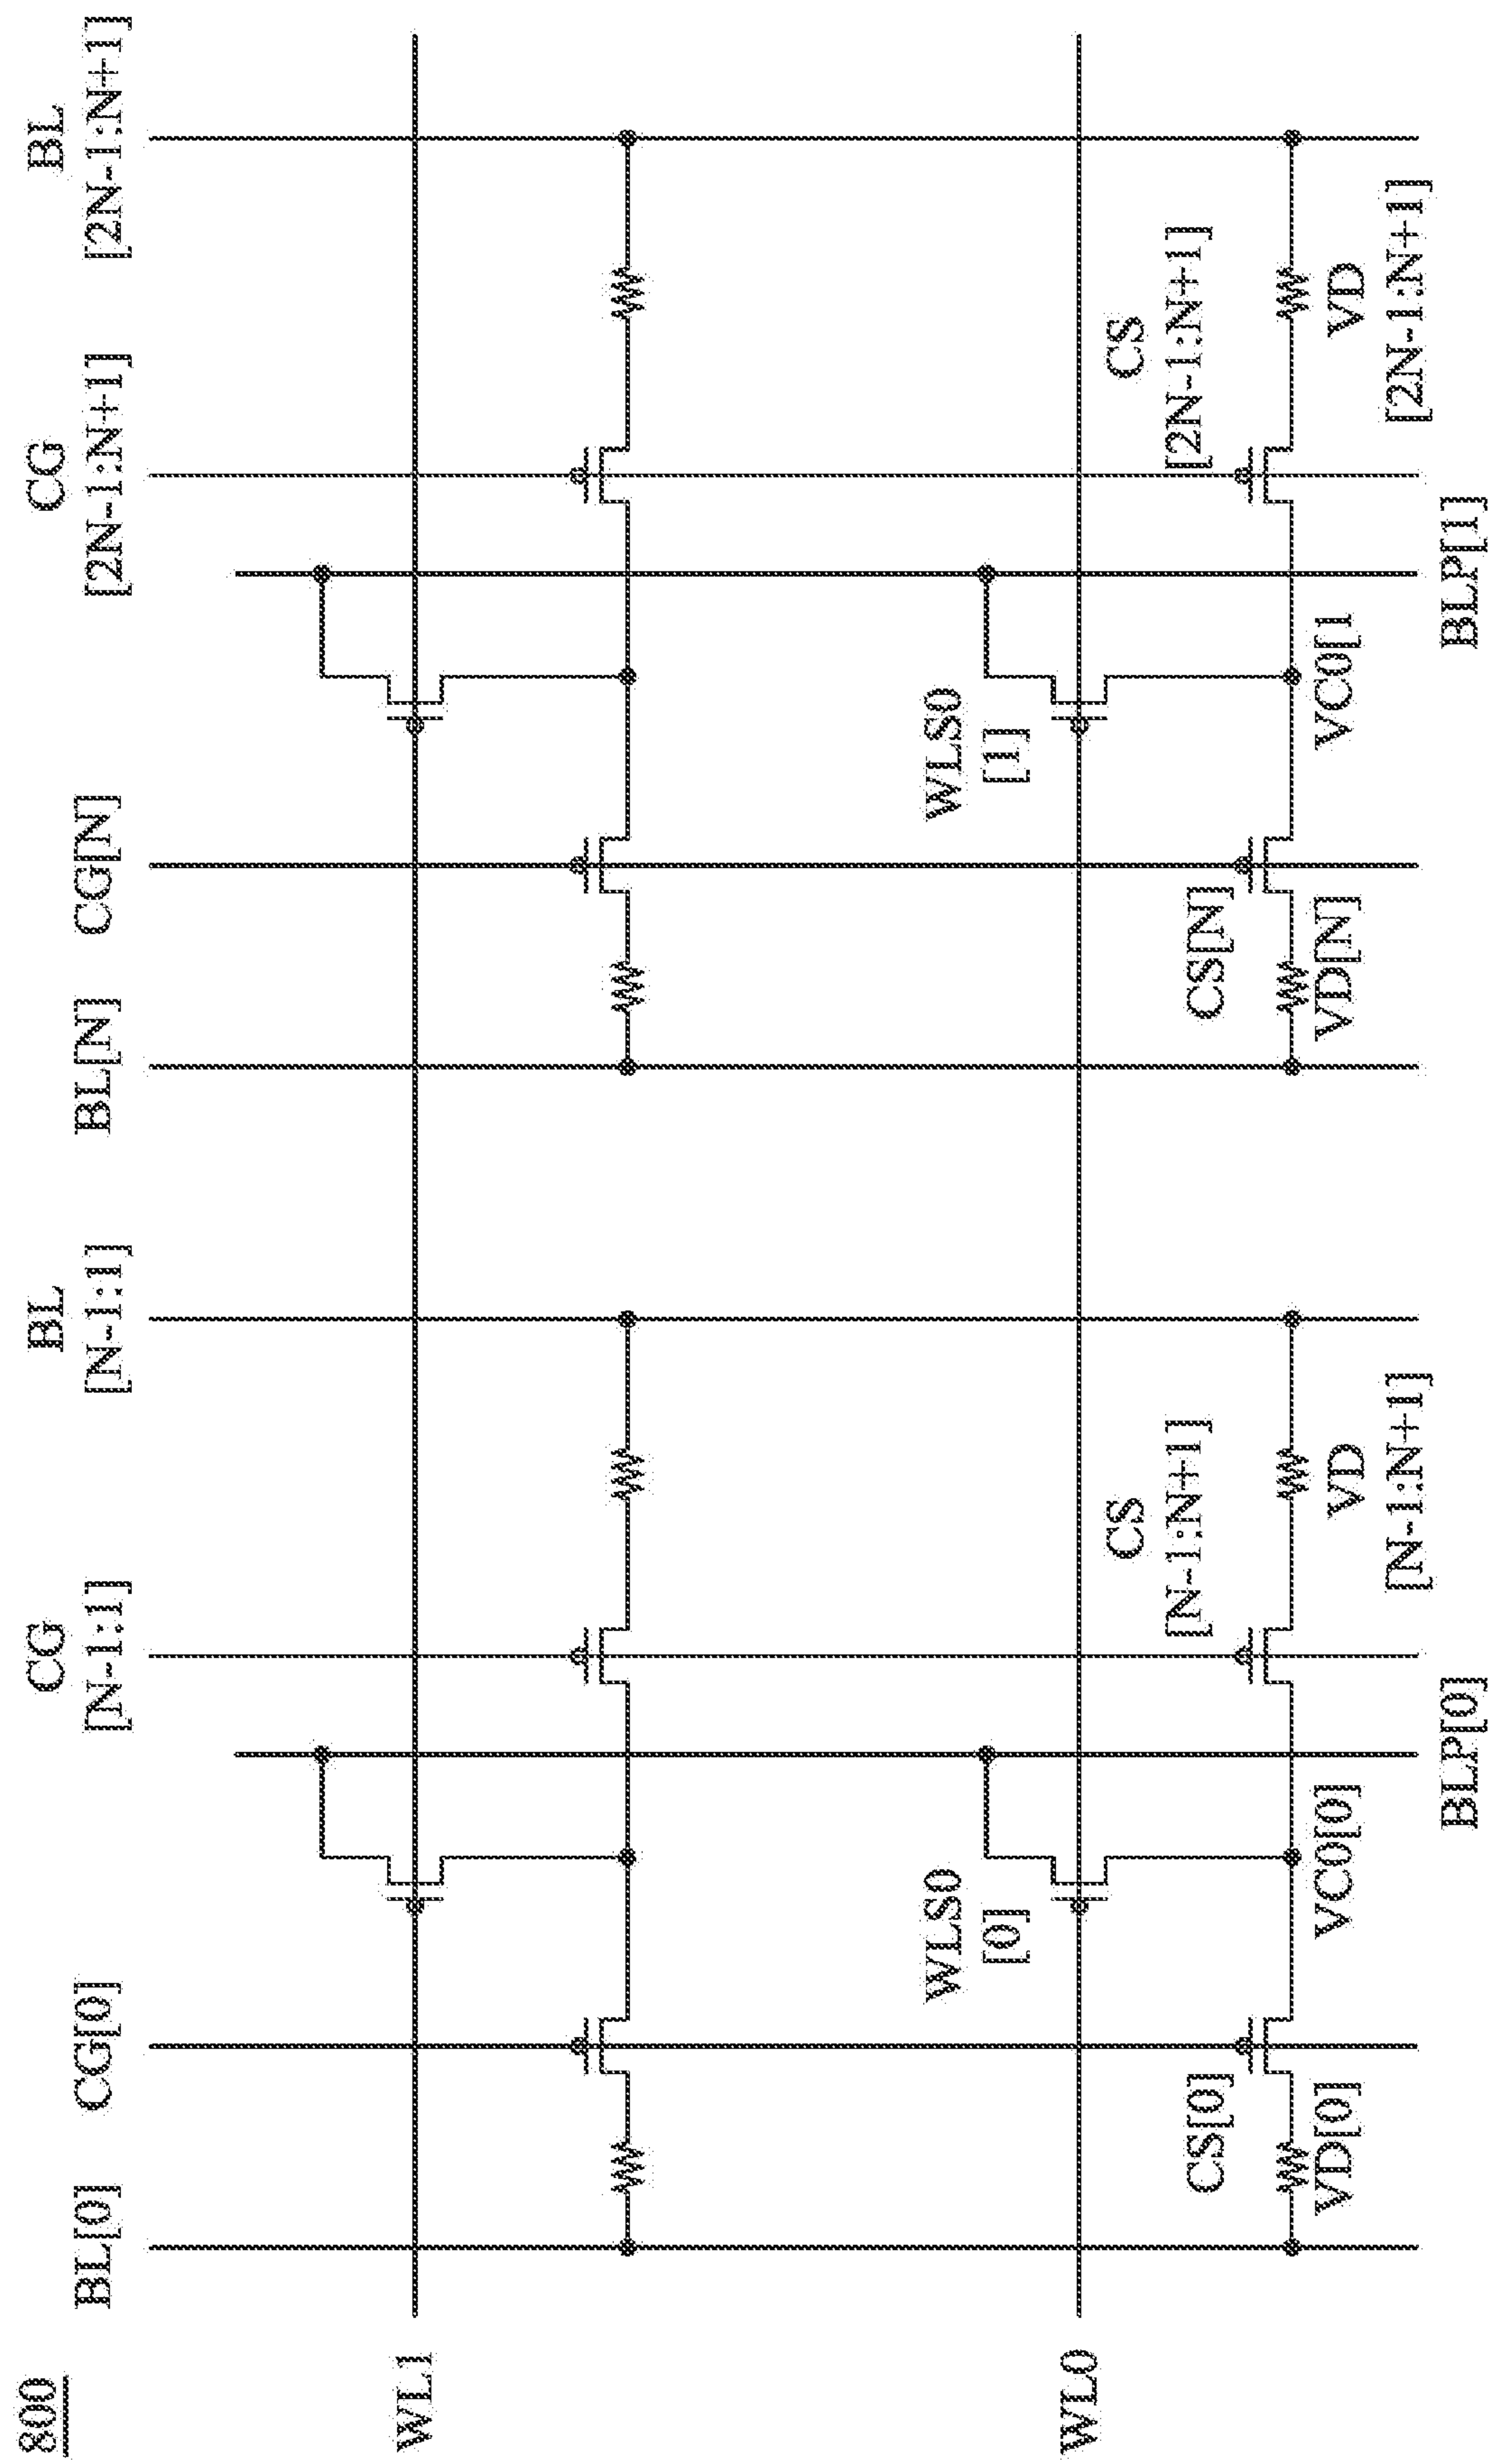 800
BL[0]
CG[0]
CG
[N-1:1]
BL
[N-1:1]
BL[N]
CG[N]
CG
[2N-1:N+1]
BL
[2N-1:N+1]
WL1
WL0
WLS0
[0]
WLS0
[1]
CS[0]
VD[0]
VC0[0]
CS
[N-1:N+1]
VD
[N-1:N+1]
CS[N]
VD[N]
VC0[1
CS
[2N-1:N+1]
VD
[2N-1:N+1]
BLP[0]
BLP[1]